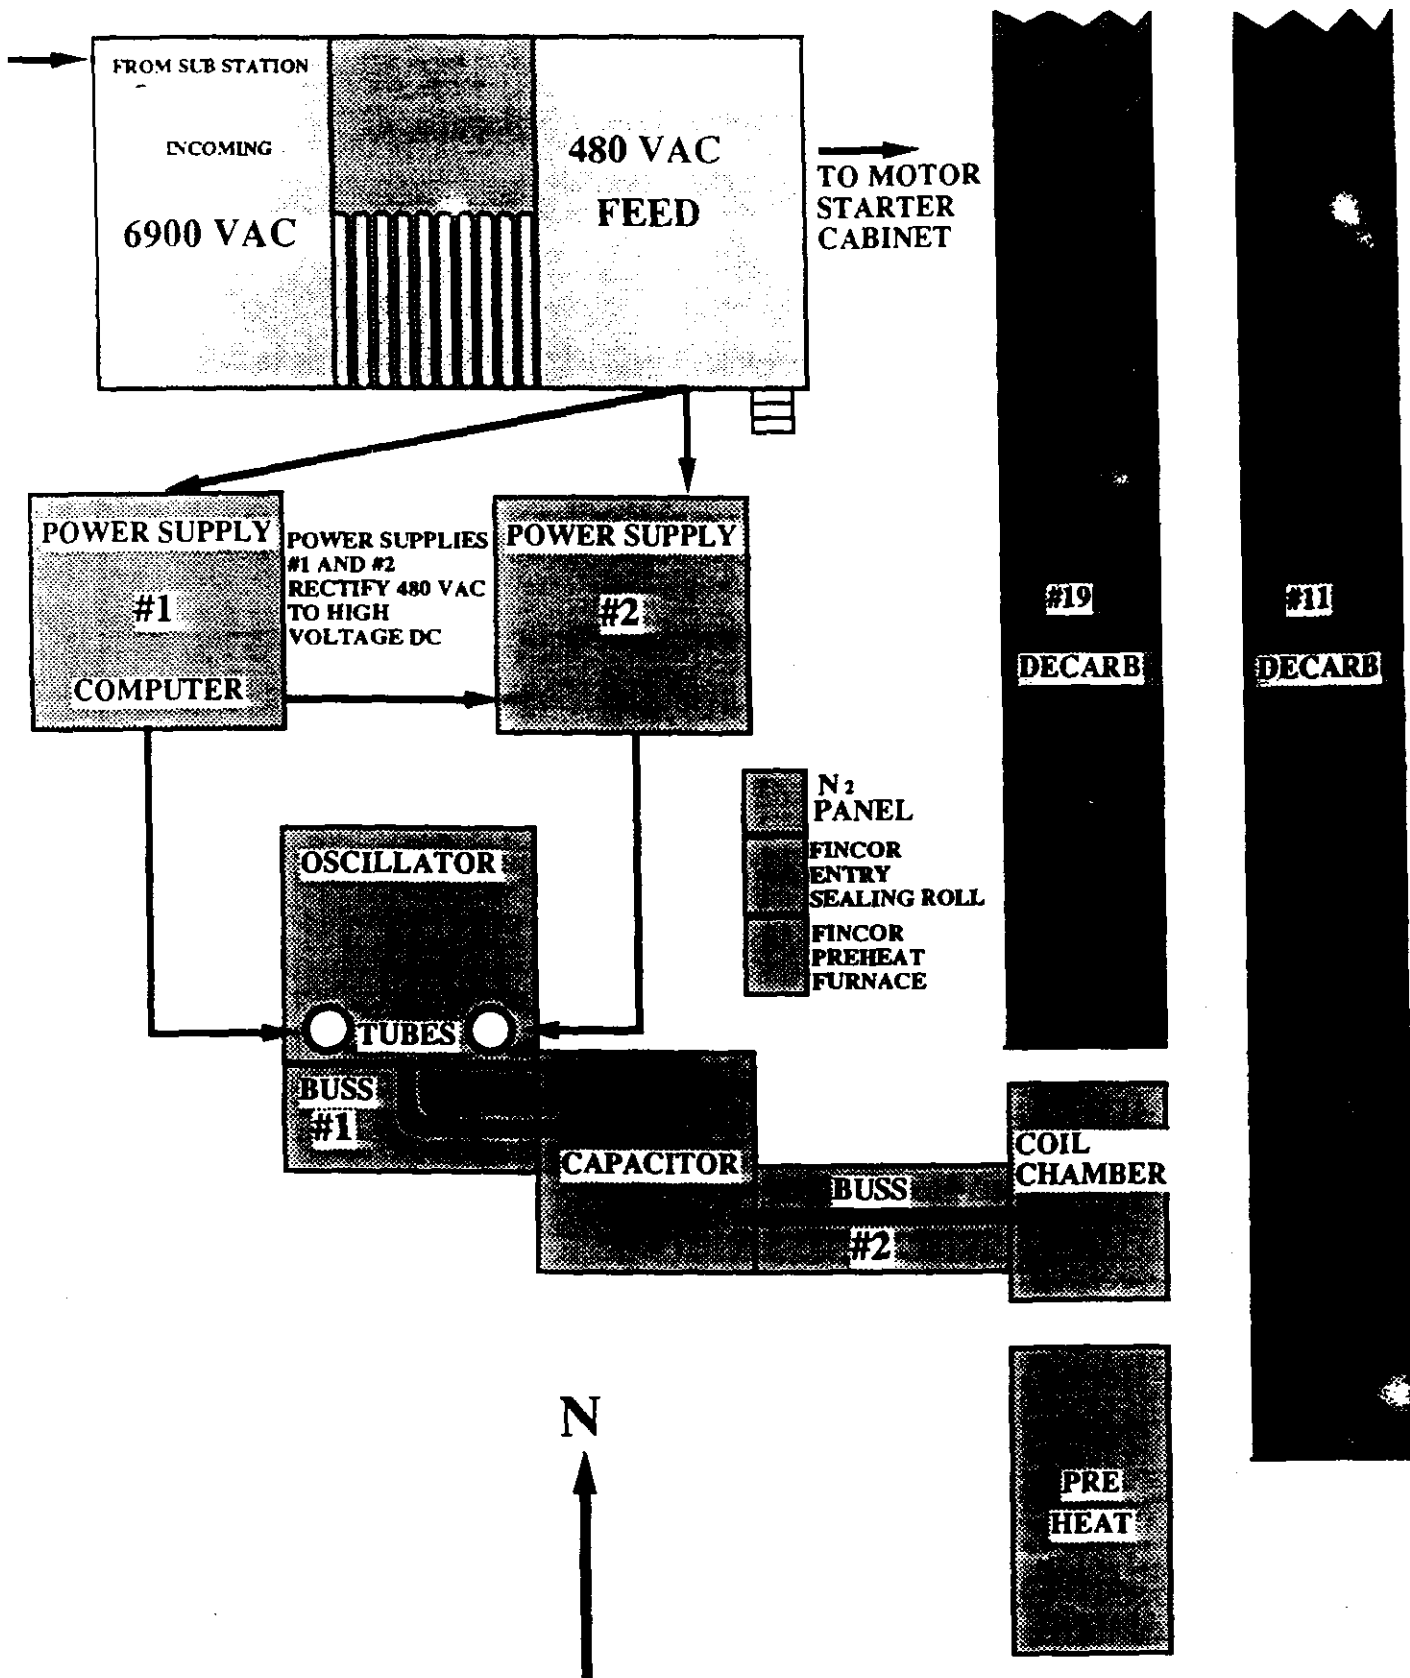 FROM SUB STATION
INCOMING
6900 VAC
480 VAC
FEED
TO MOTOR
STARTER
CABINET
POWER SUPPLY
#1
COMPUTER
POWER SUPPLIES
#1 AND #2
RECTIFY 480 VAC
TO HIGH
VOLTAGE DC
POWER SUPPLY
#2
#19
DECARB
#11
DECARB
N2
PANEL
FINCOR
ENTRY
SEALING ROLL
FINCOR
PREHEAT
FURNACE
OSCILLATOR
TUBES
BUSS
#1
CAPACITOR
BUSS
#2
COIL
CHAMBER
PRE
HEAT
N